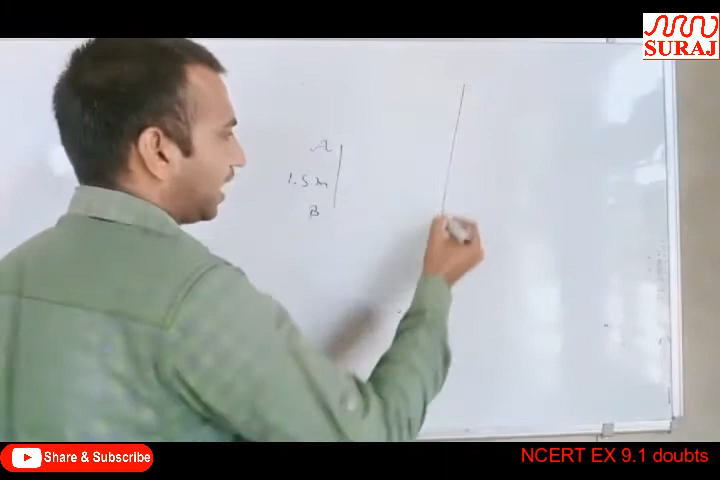 SURAJ
A
1.5 m
B
Share & Subscribe
NCERT EX 9.1 doubts